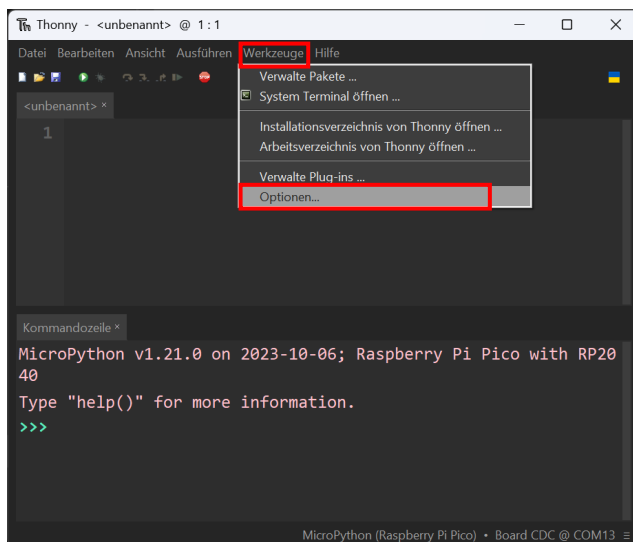 Thonny - <unbenannt> @ 1:1
Datei Bearbeiten Ansicht Ausführen Werkzeuge Hilfe
Verwalte Pakete ...
System Terminal öffnen ...
<unbenannt> ×
Installationsverzeichnis von Thonny öffnen ...
1
Arbeitsverzeichnis von Thonny öffnen ...
Verwalte Plug-ins ...
Optionen...
Kommandozeile ×
MicroPython v1.21.0 on 2023-10-06; Raspberry Pi Pico with RP20
40
Type "help()" for more information.
>>>
MicroPython (Raspberry Pi Pico) • Board CDC @ COM13 ≡